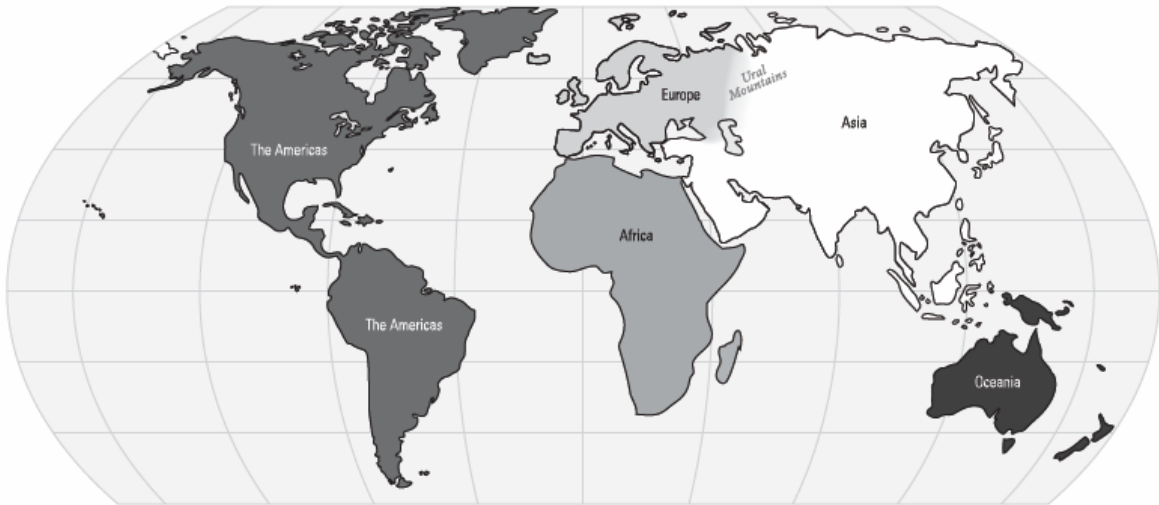 Ural
Mountains
Europe
Asia
The Americas
Africa
The Americas
Oceania